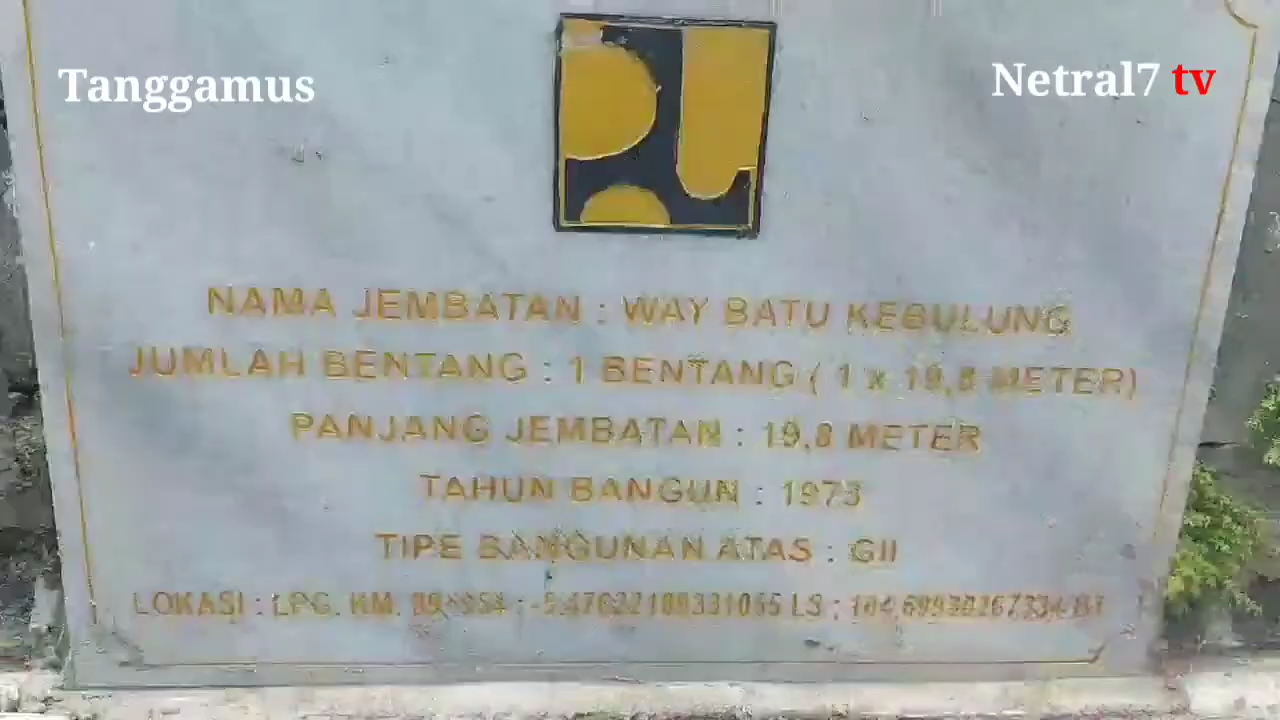 Tanggamus
Netral7 tv
NAMA JEMBATAN : WAY BATU KEBULUNG
JUMLAH BENTANG : 1 BENTANG ( 1 x 19,8 METER)
PANJANG JEMBATAN : 19,8 METER
TAHUN BANGUN : 1973
TIPE BANGUNAN ATAS : GII
LOKASI : LPG. KM. LS :